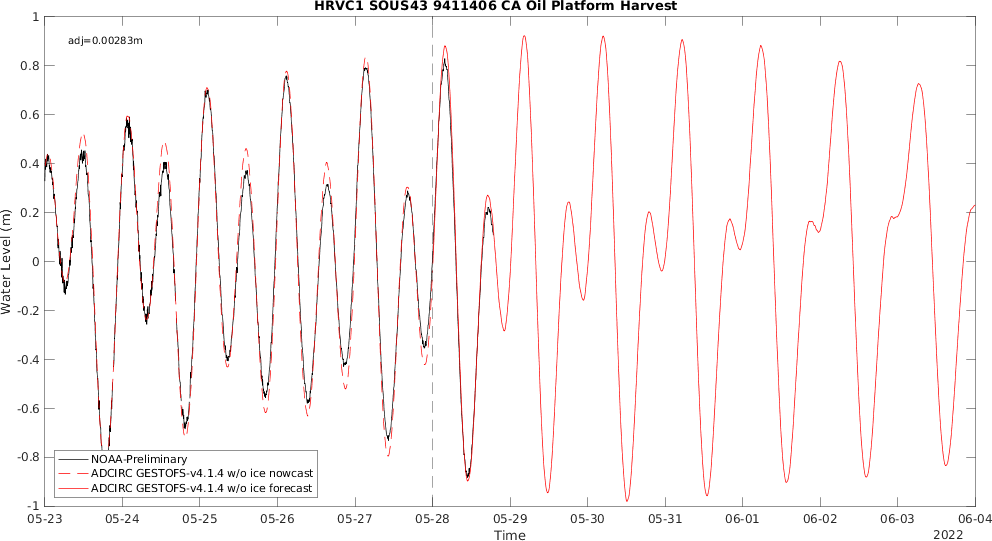 HRVC1 SOUS43 9411406 CA Oil Platform Harvest
adj=0.00283m
Water Level (m)
1
0.8
0.6
0.4
0.2
0
-0.2
-0.4
-0.6
-0.8
-1
NOAA-Preliminary
ADCIRC GESTOFS-v4.1.4 w/o ice nowcast
ADCIRC GESTOFS-v4.1.4 w/o ice forecast
05-23 05-24 05-25 05-26 05-27 05-28 05-29 05-30 05-31 06-01 06-02 06-03 06-04
Time
2022